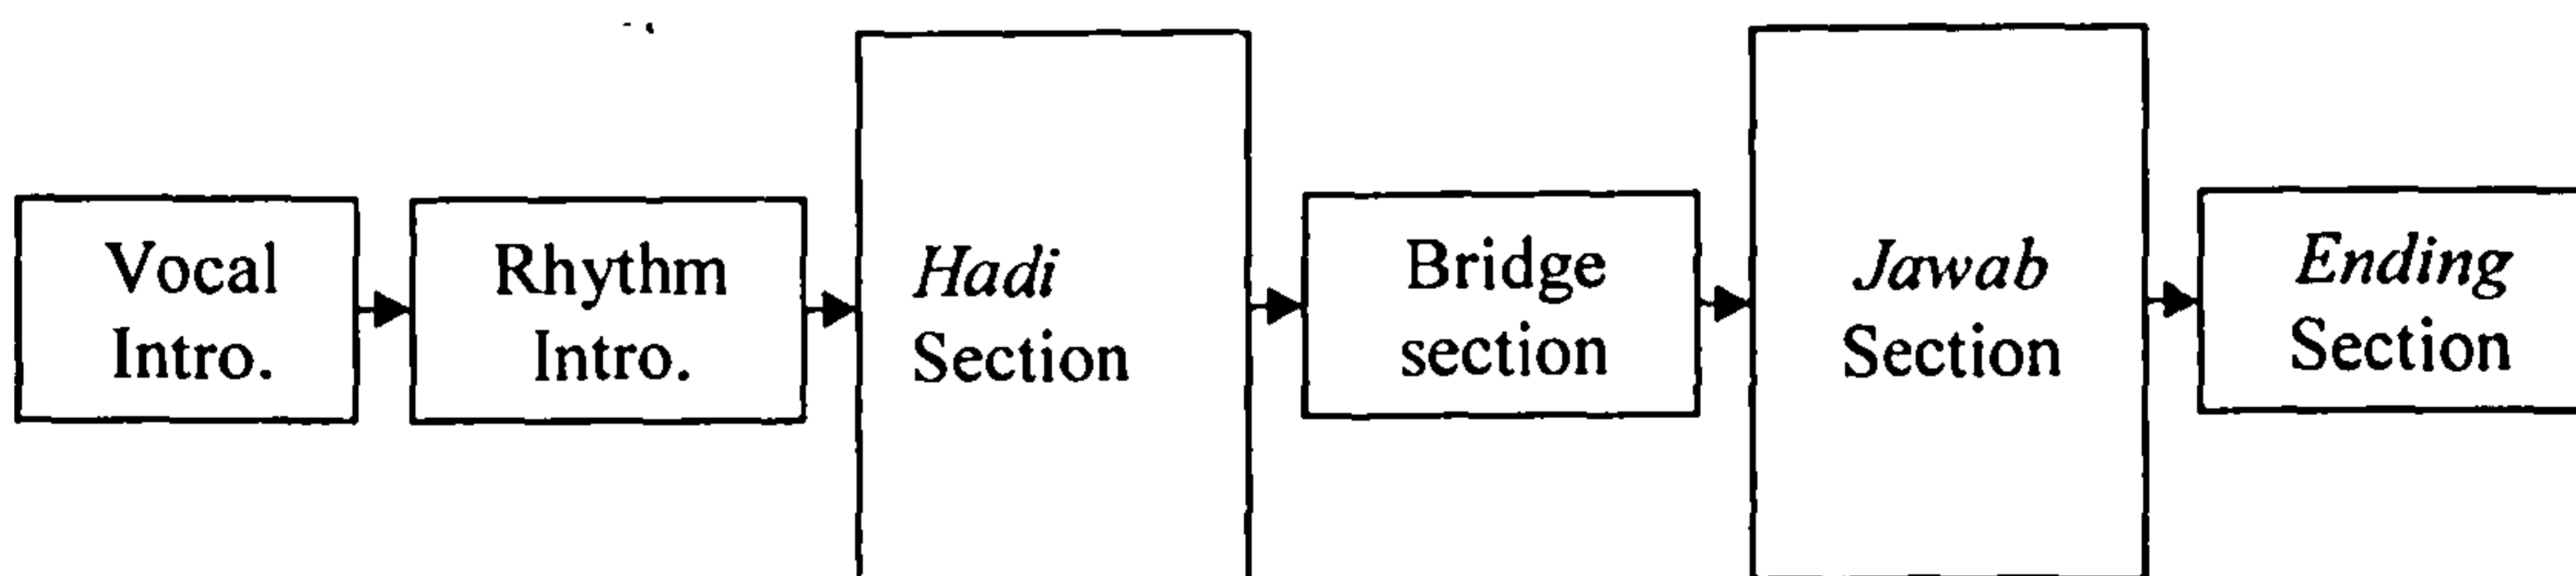 Vocal
Intro.
Rhythm
Intro.
Hadi
Section
Bridge
section
Jawab
Section
Ending
Section